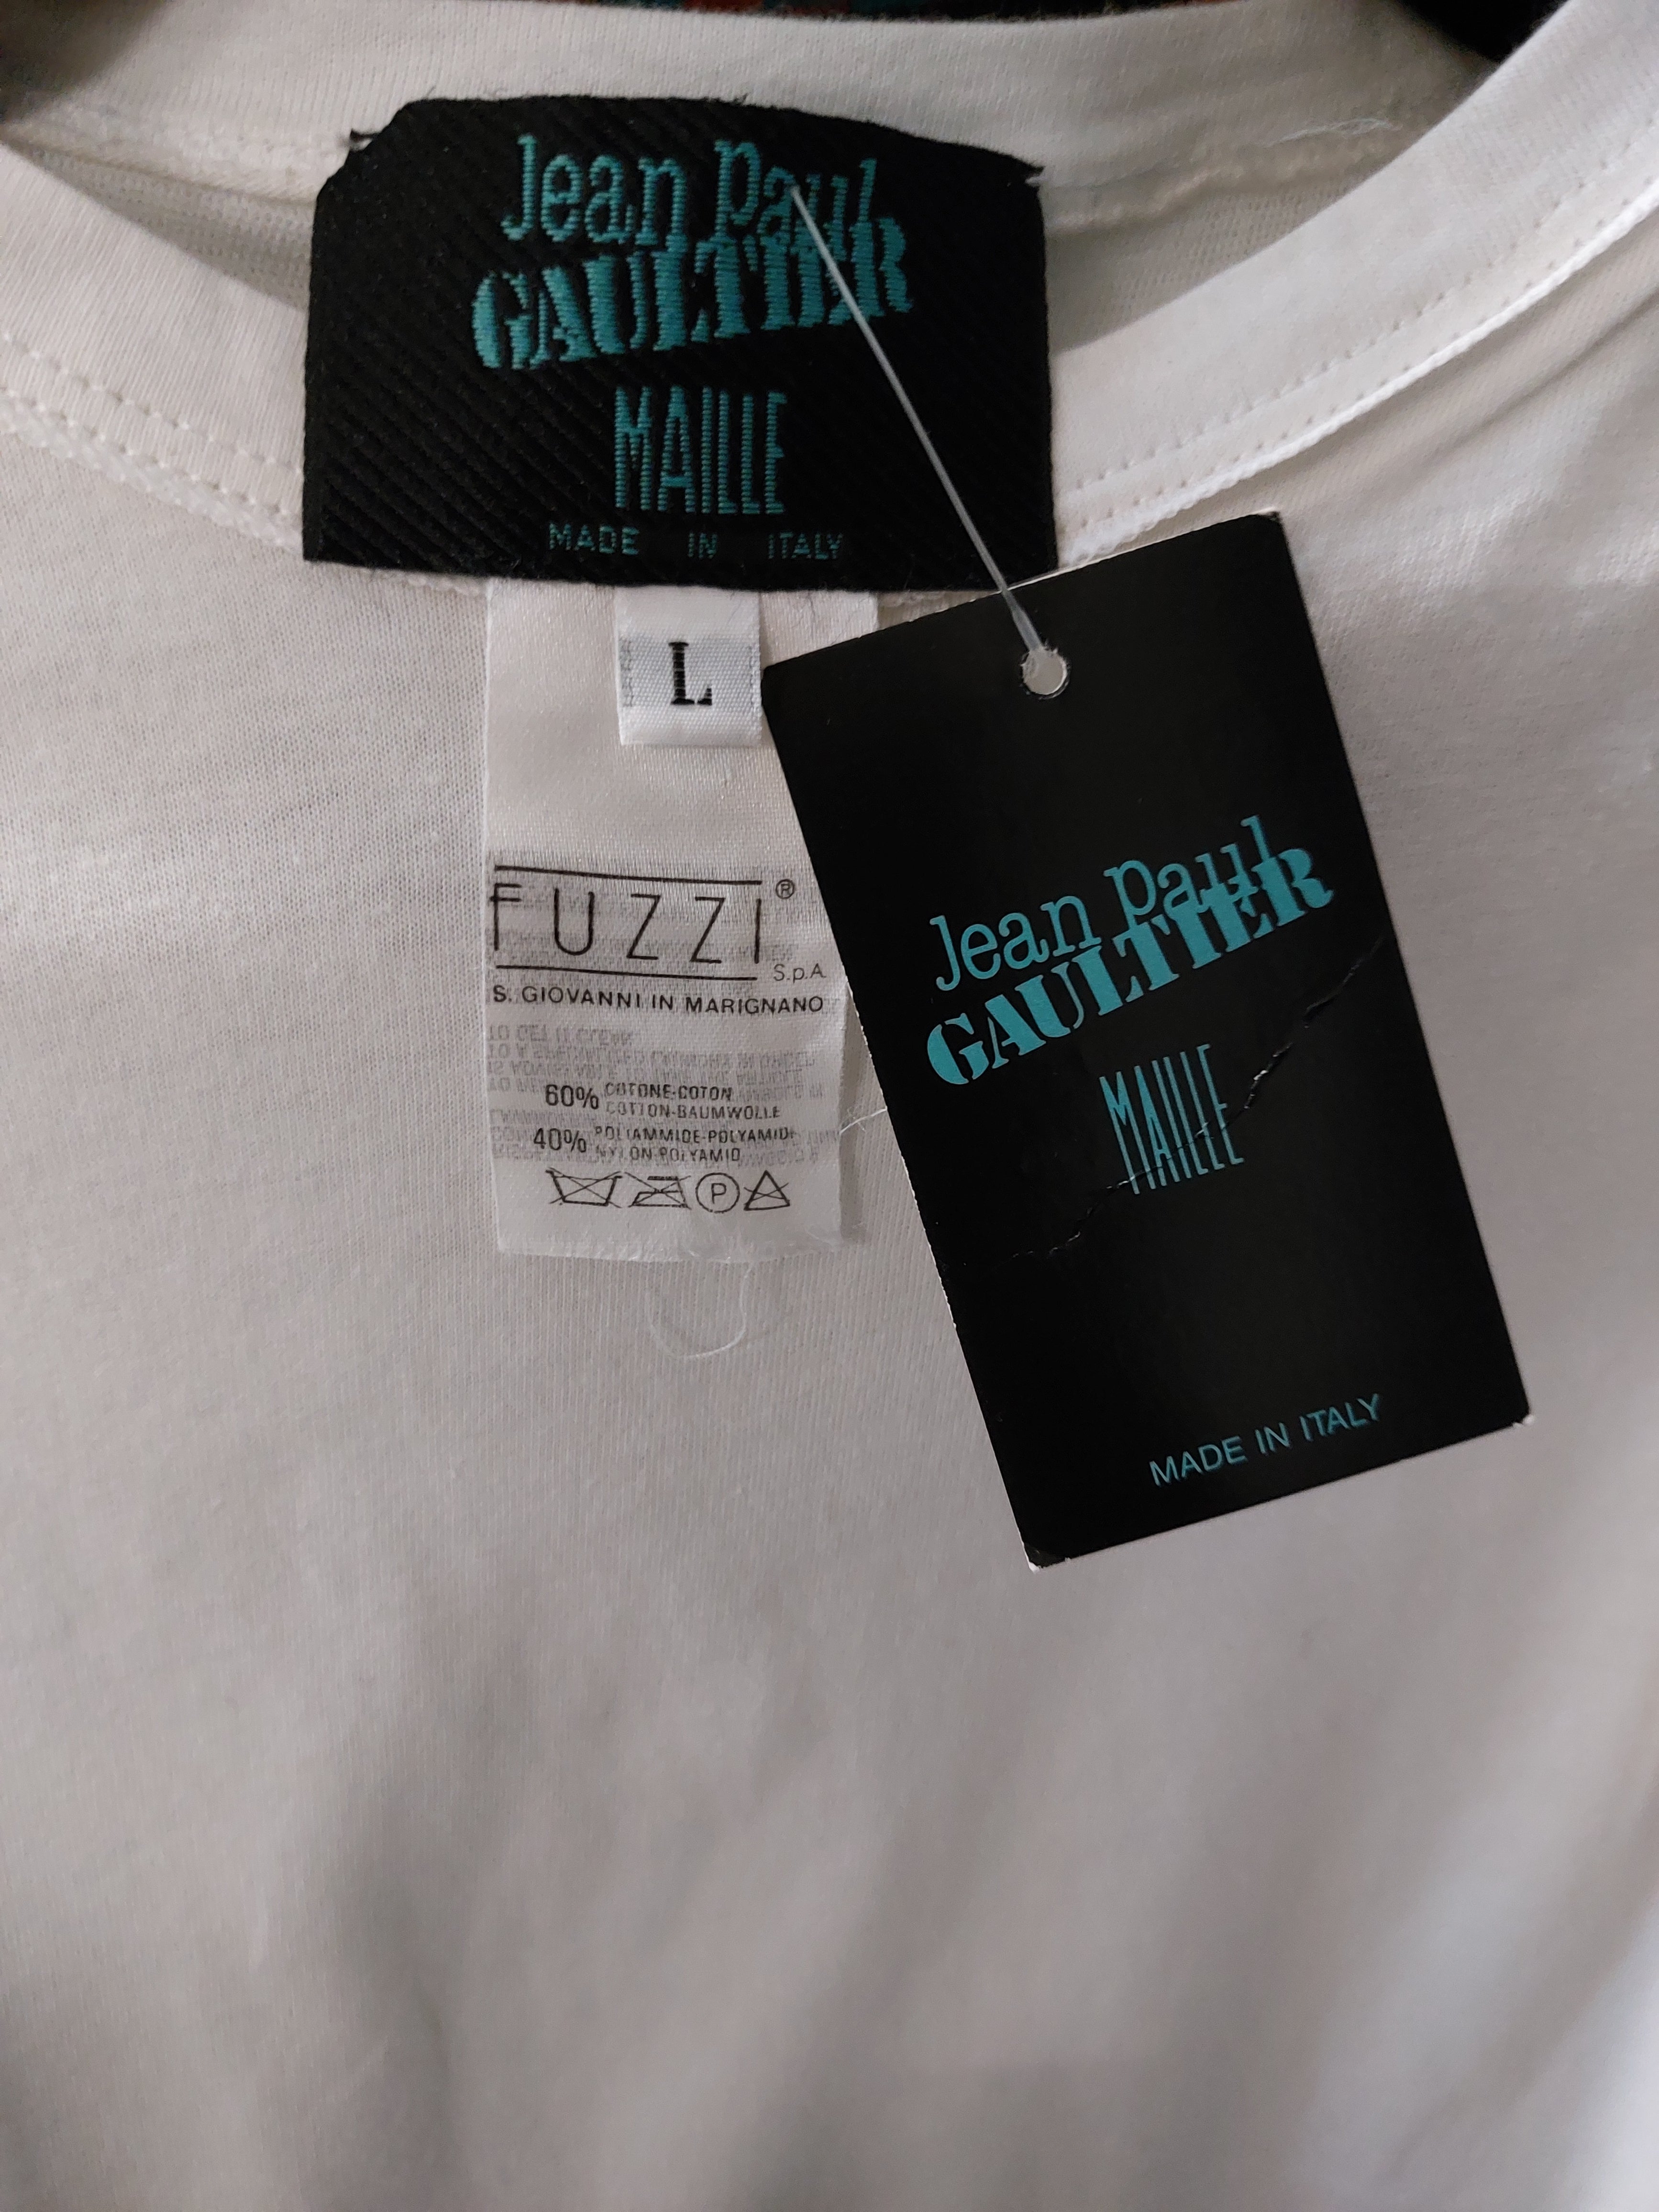 Jean Paul
GAULTIER
MAILLE
MADE IN ITALY
L
FUZZI®
S.p.A.
S. GIOVANNI IN MARIGNANO
60% COTONE-COTON
COTTON-BAUMWOLLE
40% POLIAMMIDE-POLYAMIDE
NYLON-POLYAMID
P
Jean Paul
GAULTIER
MAILLE
MADE IN ITALY